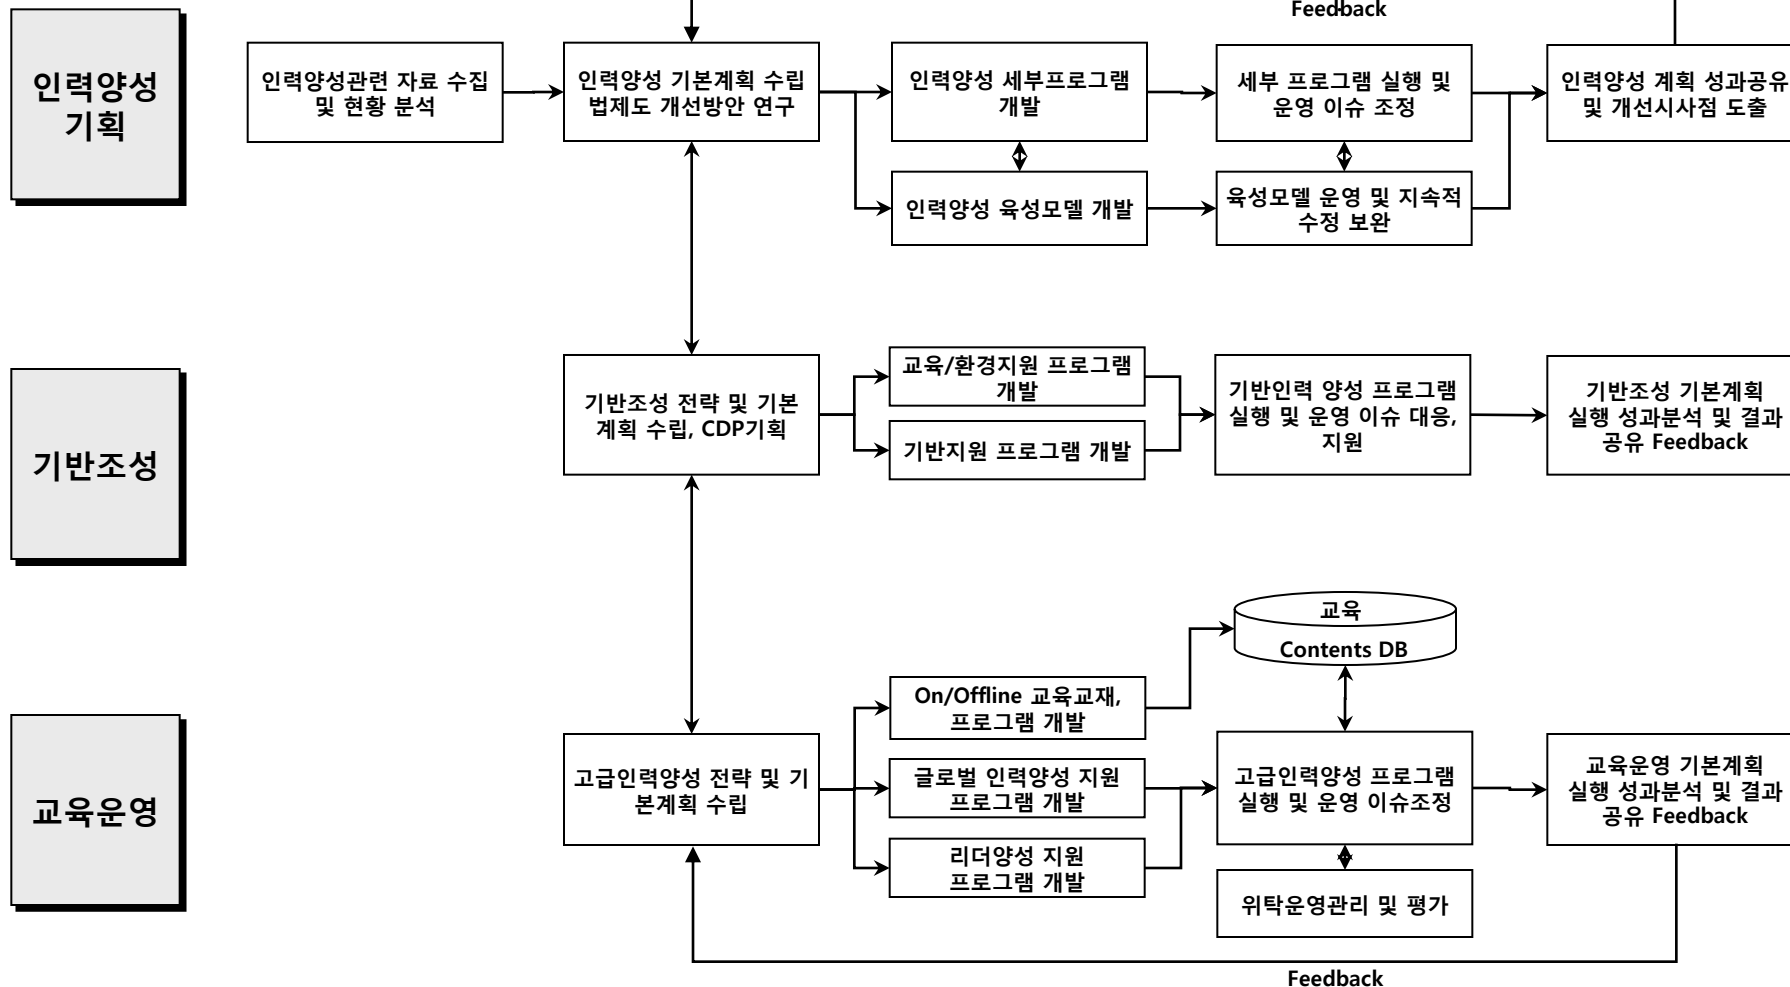 Feedback
인력양성
기획
인력양성관련 자료 수집
및 현황 분석
인력양성 기본계획 수립
법제도 개선방안 연구
인력양성 세부프로그램
개발
세부 프로그램 실행 및
운영 이슈 조정
인력양성 계획 성과공유
및 개선시사점 도출
인력양성 육성모델 개발
육성모델 운영 및 지속적
수정 보완
기반조성
기반조성 전략 및 기본
계획 수립, CDP기획
교육/환경지원 프로그램
개발
기반지원 프로그램 개발
기반인력 양성 프로그램
실행 및 운영 이슈 대응,
지원
기반조성 기본계획
실행 성과분석 및 결과
공유 Feedback
교육
Contents DB
교육운영
고급인력양성 전략 및 기
본계획 수립
On/Offline 교육교재,
프로그램 개발
글로벌 인력양성 지원
프로그램 개발
리더양성 지원
프로그램 개발
고급인력양성 프로그램
실행 및 운영 이슈조정
위탁운영관리 및 평가
교육운영 기본계획
실행 성과분석 및 결과
공유 Feedback
Feedback